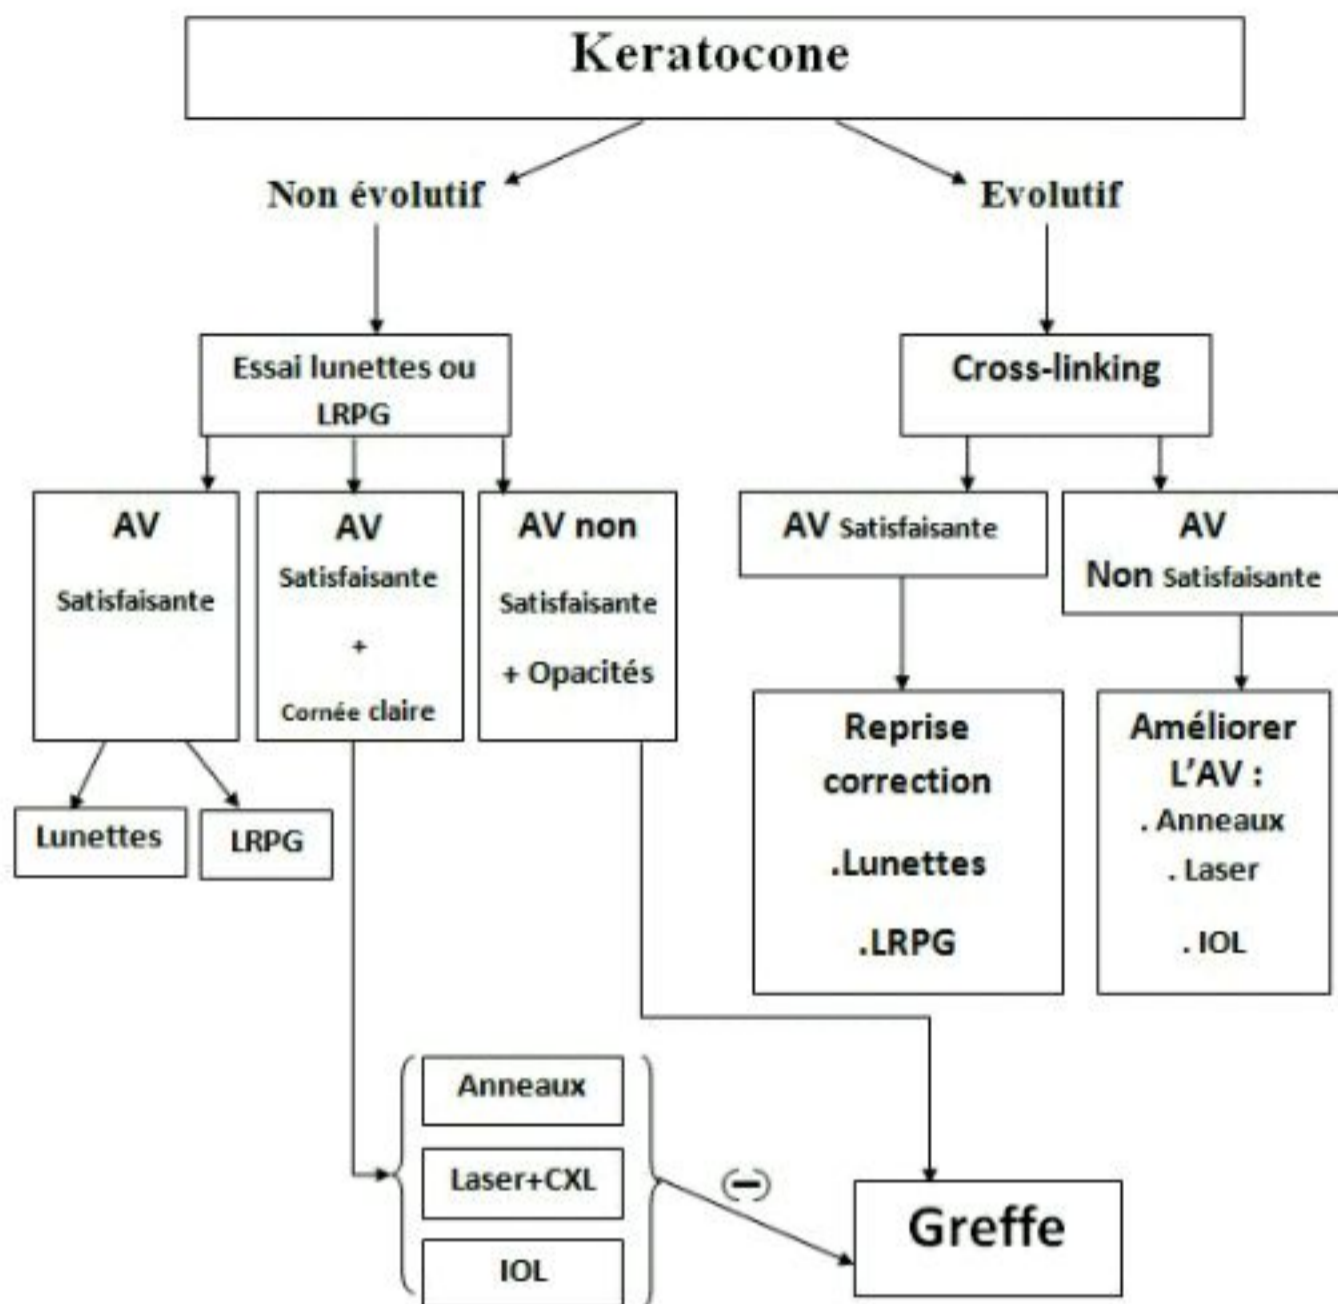 Keratocone
Non évolutif
Evolutif
Essai lunettes ou
LRPG
Cross-linking
AV
Satisfaisante
AV
Satisfaisante
+
Cornée claire
AV non
Satisfaisante
+ Opacités
AV Satisfaisante
AV
Non Satisfaisante
Lunettes
LRPG
Reprise
correction
.Lunettes
.LRPG
Améliorer
L'AV :
. Anneaux
. Laser
. IOL
Anneaux
Laser+CXL
IOL
(-)
Greffe